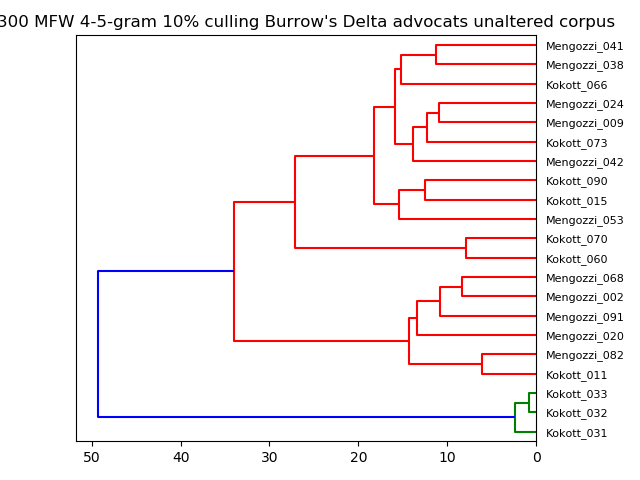 300 MFW 4-5-gram 10% culling Burrow's Delta advocats unaltered corpus
Mengozzi_041
Mengozzi_038
Kokott_066
Mengozzi_024
Mengozzi_009
Kokott_073
Mengozzi_042
Kokott_090
Kokott_015
Mengozzi_053
Kokott_070
Kokott_060
Mengozzi_068
Mengozzi_002
Mengozzi_091
Mengozzi_020
Mengozzi_082
Kokott_011
Kokott_033
Kokott_032
Kokott_031
50 40 30 20 10 0